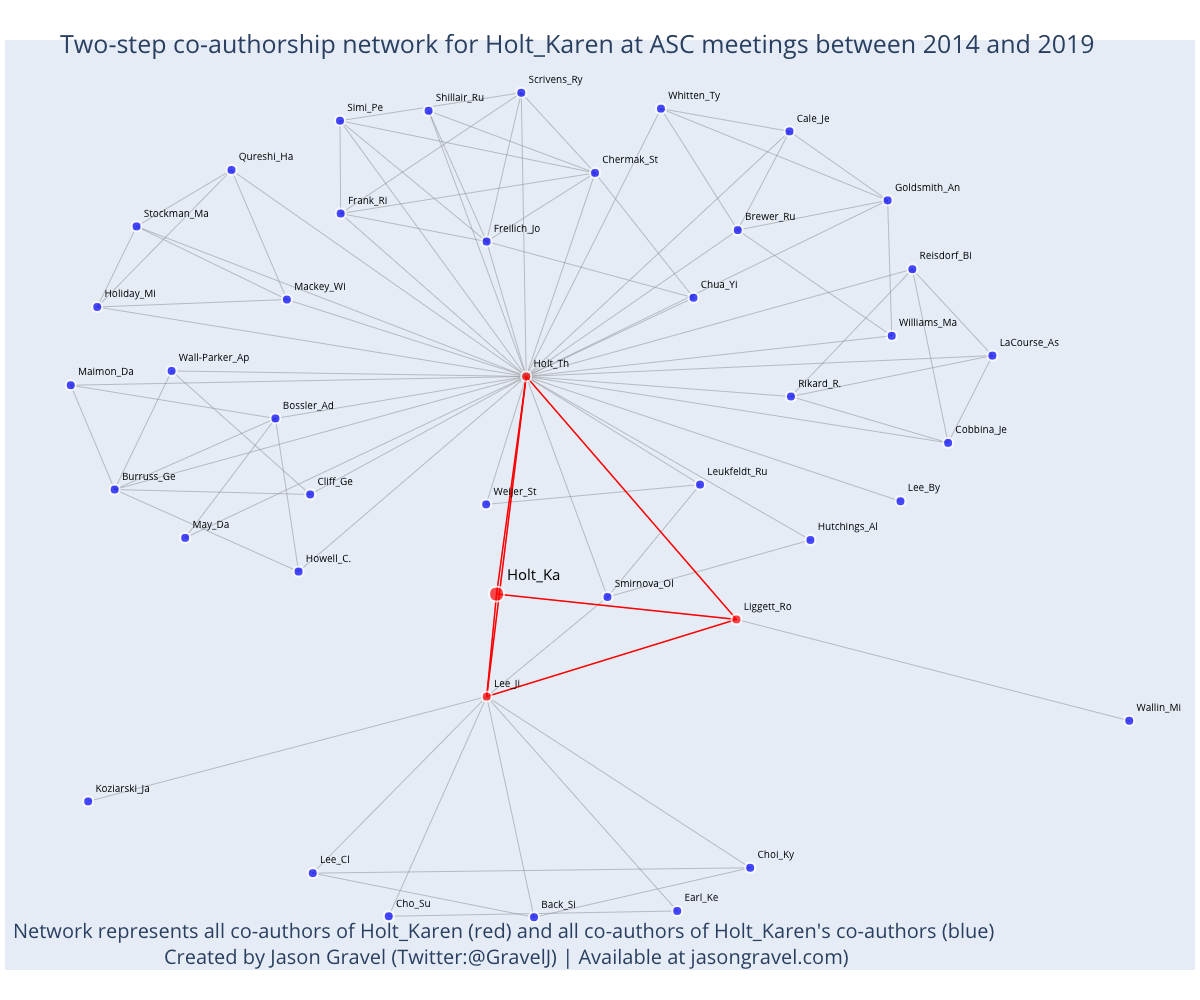 Two-step co-authorship network for Holt_Karen at ASC meetings between 2014 and 2019
Scrivens_Ry
Shillair_Ru
Whitten_Ty
Simi_Pe
Cale_Je
Qureshi_Ha
Chermak_St
Goldsmith_An
Frank_Ri
Stockman_Ma
Brewer_Ru
Freilich_Jo
Reisdorf_Bi
Mackey_Wi
Chua_Yi
Holiday_Mi
Williams_Ma
LaCourse_As
Wall-Parker_Ap
Holt_Th
Maimon_Da
Rikard_R.
Bossler_Ad
Cobbina_Je
Leukfeldt_Ru
Burruss_Ge
Cliff_Ge
Lee_By
Weijer_St
May_Da
Hutchings_Al
Howell_C.
Holt_Ka
Smirnova_Ol
Liggett_Ro
Lee_Ji
Wallin_Mi
Koziarski_Ja
Choi_Ky
Lee_Cl
Earl_Ke
Cho_Su
Back_Si
Network represents all co-authors of Holt_Karen (red) and all co-authors of Holt_Karen's co-authors (blue)
Created by Jason Gravel (Twitter:@GravelJ) | Available at jasongravel.com)